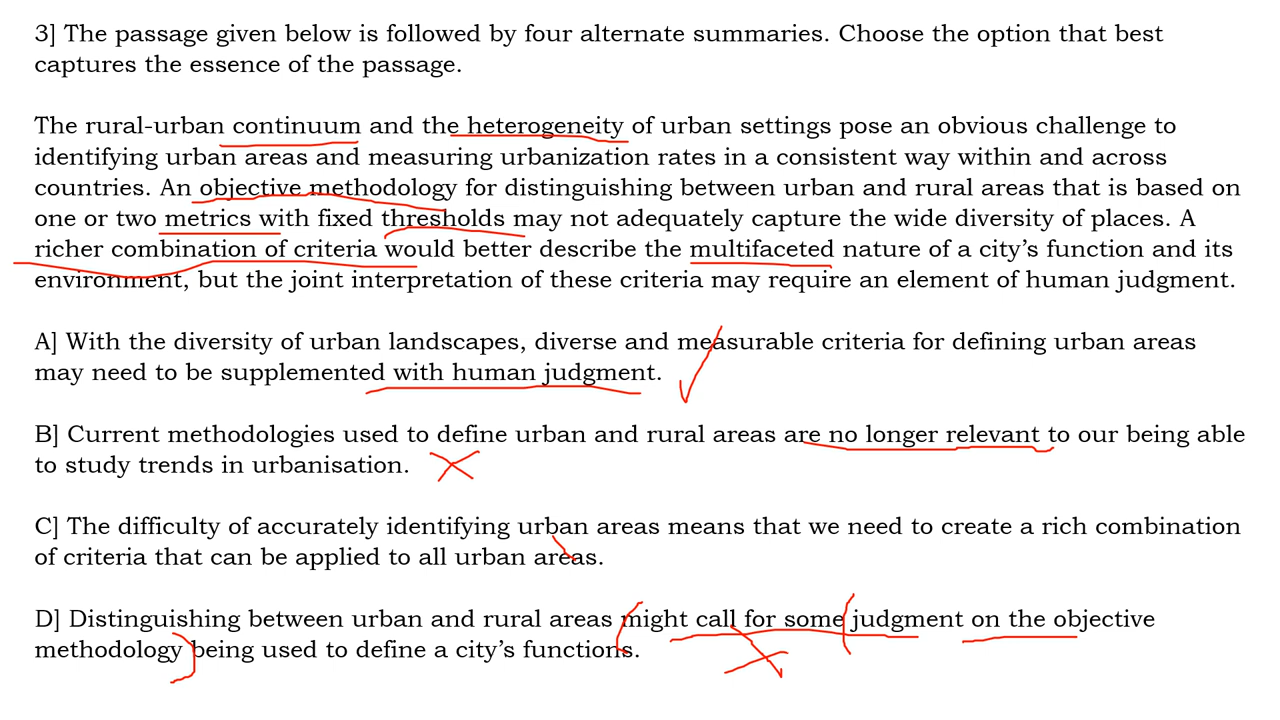 3] The passage given below is followed by four alternate summaries. Choose the option that best
captures the essence of the passage.
The rural-urban continuum and the heterogeneity of urban settings pose an obvious challenge to
identifying urban areas and measuring urbanization rates in a consistent way within and across
countries. An objective methodology for distinguishing between urban and rural areas that is based on
one or two metrics with fixed thresholds may not adequately capture the wide diversity of places. A
richer combination of criteria would better describe the multifaceted nature of a city's function and its
environment, but the joint interpretation of these criteria may require an element of human judgment.
A] With the diversity of urban landscapes, diverse and measurable criteria for defining urban areas
may need to be supplemented with human judgment.
B] Current methodologies used to define urban and rural areas are no longer relevant to our being able
to study trends in urbanisation.
C] The difficulty of accurately identifying urban areas means that we need to create a rich combination
of criteria that can be applied to all urban areas.
D] Distinguishing between urban and rural areas might call for some judgment on the objective
methodology being used to define a city's functions.